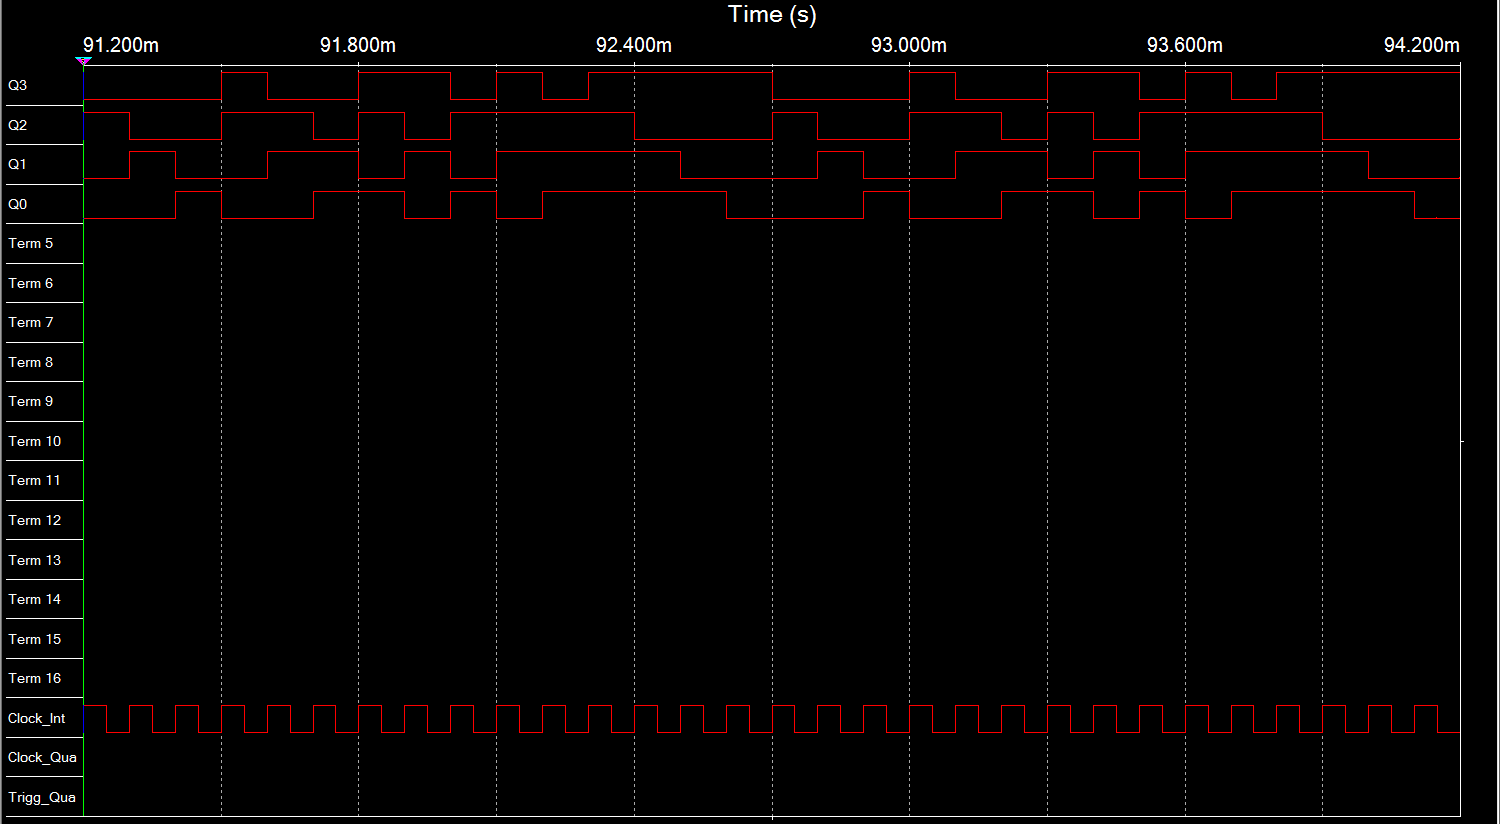 Time (s)
91.200m 91.800m 92.400m 93.000m 93.600m 94.200m
Q3
Q2
Q1
Q0
Term 5
Term 6
Term 7
Term 8
Term 9
Term 10
Term 11
Term 12
Term 13
Term 14
Term 15
Term 16
Clock_Int
Clock_Qua
Trigg_Qua